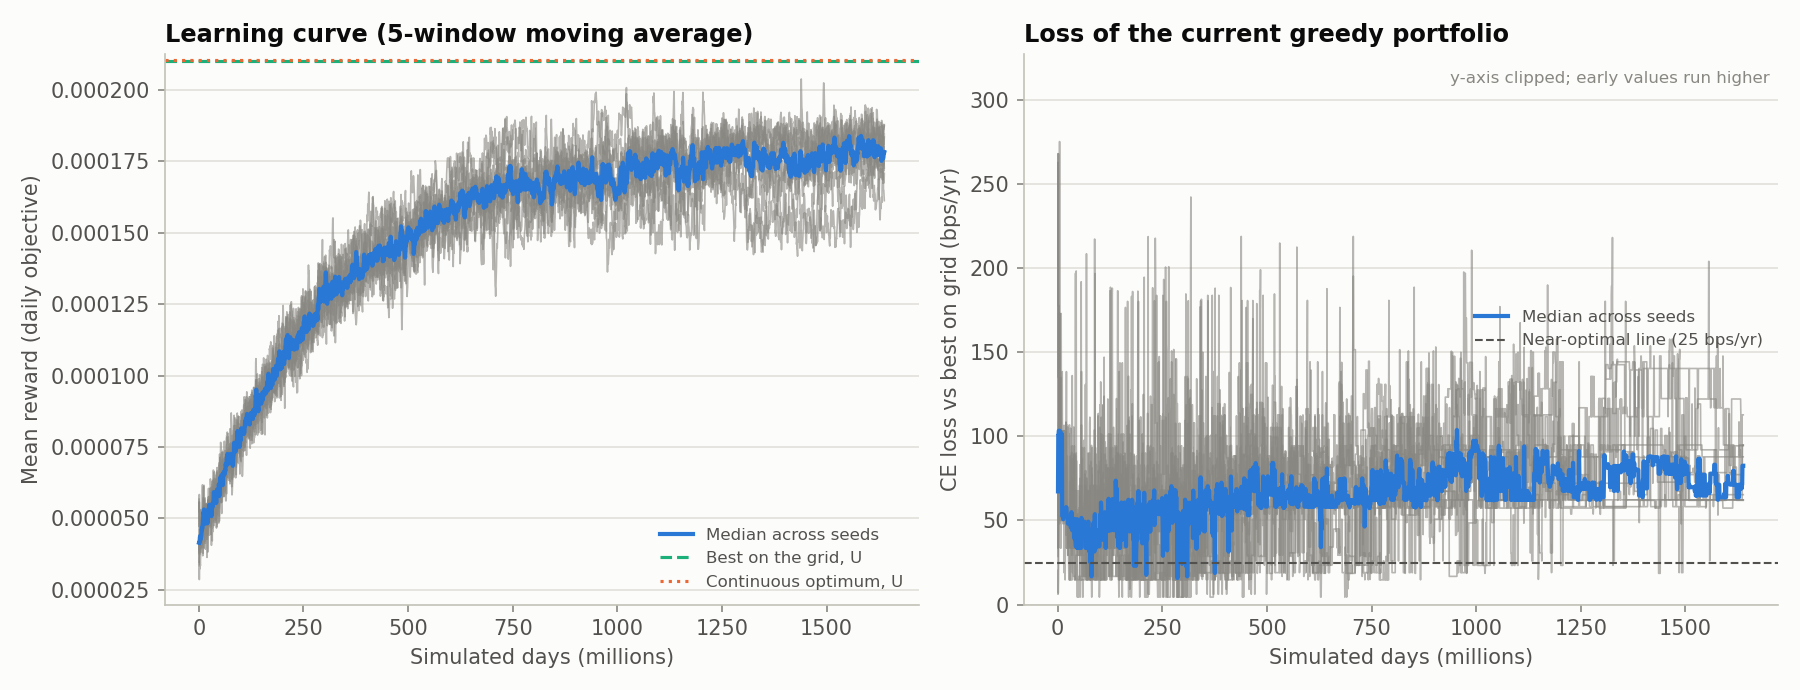 Learning curve (5-window moving average)
Mean reward (daily objective)
0.000200
0.000175
0.000150
0.000125
0.000100
0.000075
0.000050
0.000025
Median across seeds
Best on the grid, U
Continuous optimum, U
0 250 500 750 1000 1250 1500
Simulated days (millions)
Loss of the current greedy portfolio
y-axis clipped; early values run higher
CE loss vs best on grid (bps/yr)
300
250
200
150
100
50
0
Median across seeds
Near-optimal line (25 bps/yr)
0 250 500 750 1000 1250 1500
Simulated days (millions)